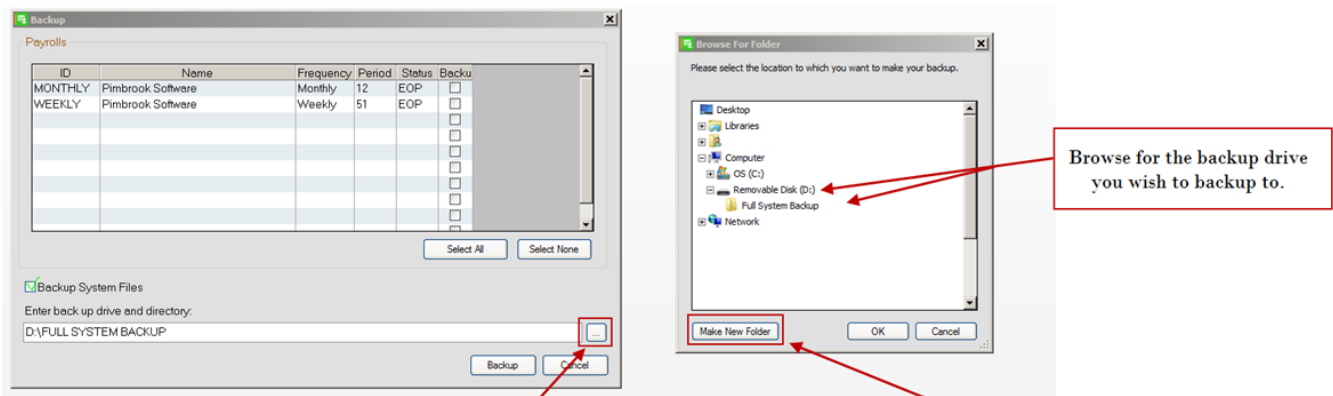 Backup
Payrolls
ID Name Frequency Period Status Backu
MONTHLY Pimbrook Software Monthly 12 EOP
WEEKLY Pimbrook Software Weekly 51 EOP
Select All Select None
Backup System Files
Enter back up drive and directory:
D:\FULL SYSTEM BACKUP ...
Backup Cancel
Browse For Folder
Please select the location to which you want to make your backup.
Desktop
Libraries
Computer
OS (C:)
Removable Disk (D:)
Full System Backup
Network
Make New Folder OK Cancel
Browse for the backup drive
you wish to backup to.